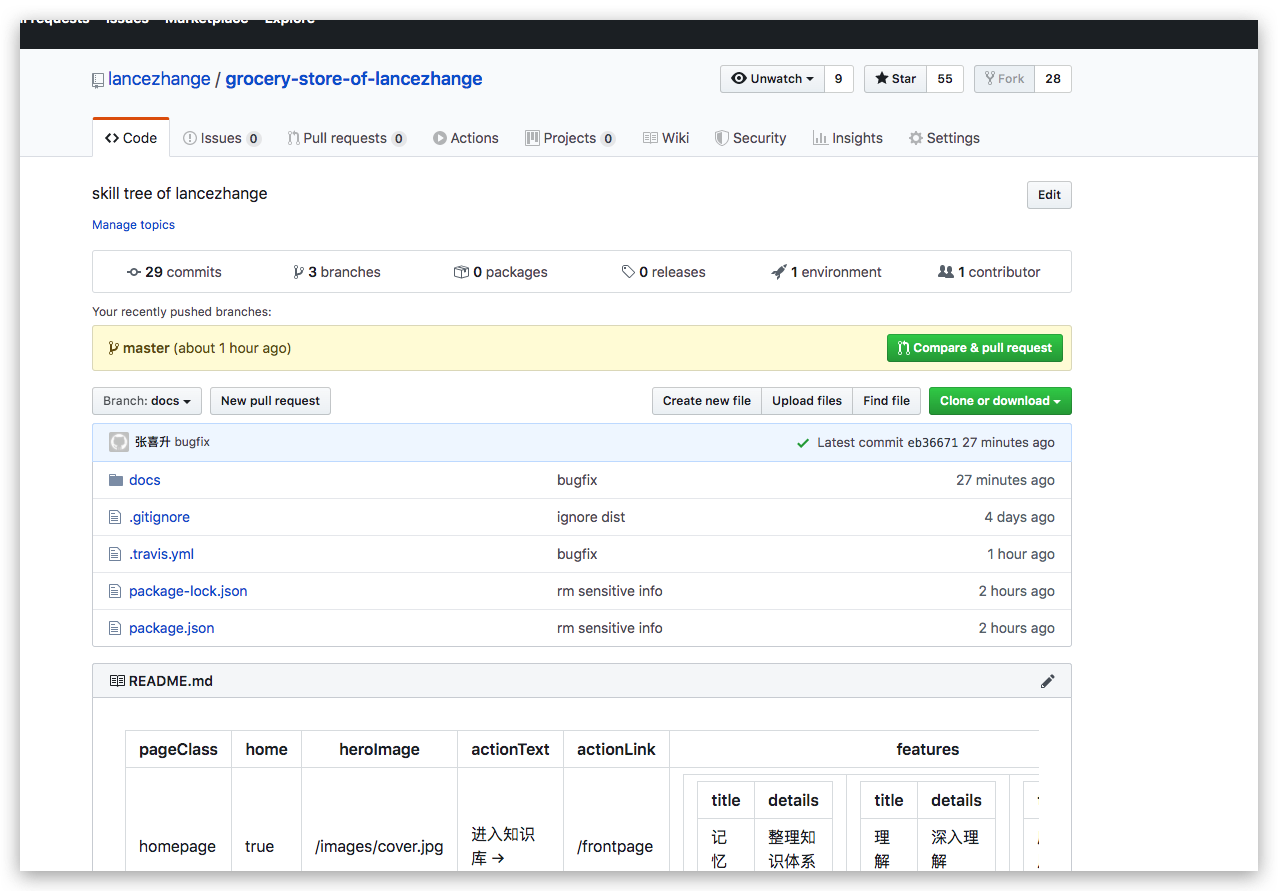 Pull requests Issues Marketplace Explore
lancezhange / grocery-store-of-lancezhange Unwatch 9 Star 55 Fork 28
Code Issues 0 Pull requests 0 Actions Projects 0 Wiki Security Insights Settings
skill tree of lancezhange Edit
Manage topics
29 commits 3 branches 0 packages 0 releases 1 environment 1 contributor
Your recently pushed branches:
master (about 1 hour ago) Compare & pull request
Branch: docs New pull request Create new file Upload files Find file Clone or download
张喜升 bugfix Latest commit eb36671 27 minutes ago
docs bugfix 27 minutes ago
.gitignore ignore dist 4 days ago
.travis.yml bugfix 1 hour ago
package-lock.json rm sensitive info 2 hours ago
package.json rm sensitive info 2 hours ago
README.md
pageClass home heroImage actionText actionLink features
title details title details
homepage true /images/cover.jpg 进入知识 /frontpage 记 整理知 理 深入理
库 → 忆 识体系 解 解